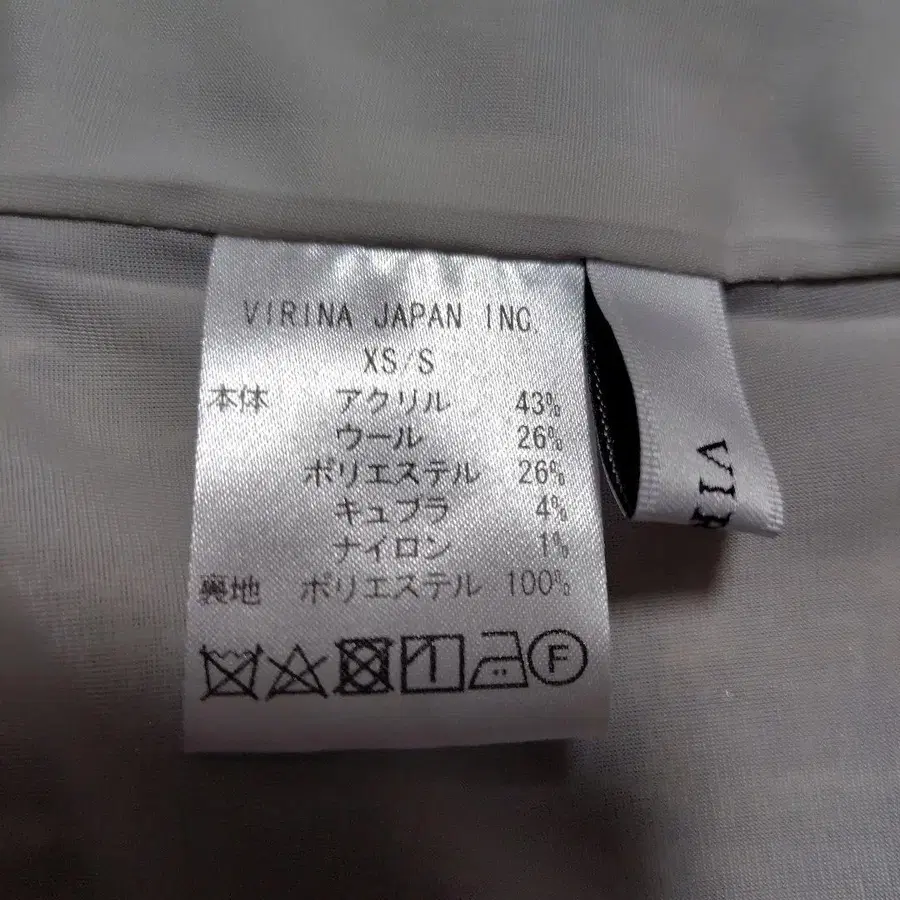 VIRINA JAPAN INC.
XS/S
本体 アクリル 43%
ウール 26%
ポリエステル 26%
キュプラ 4%
ナイロン 1%
裏地 ポリエステル 100%
F